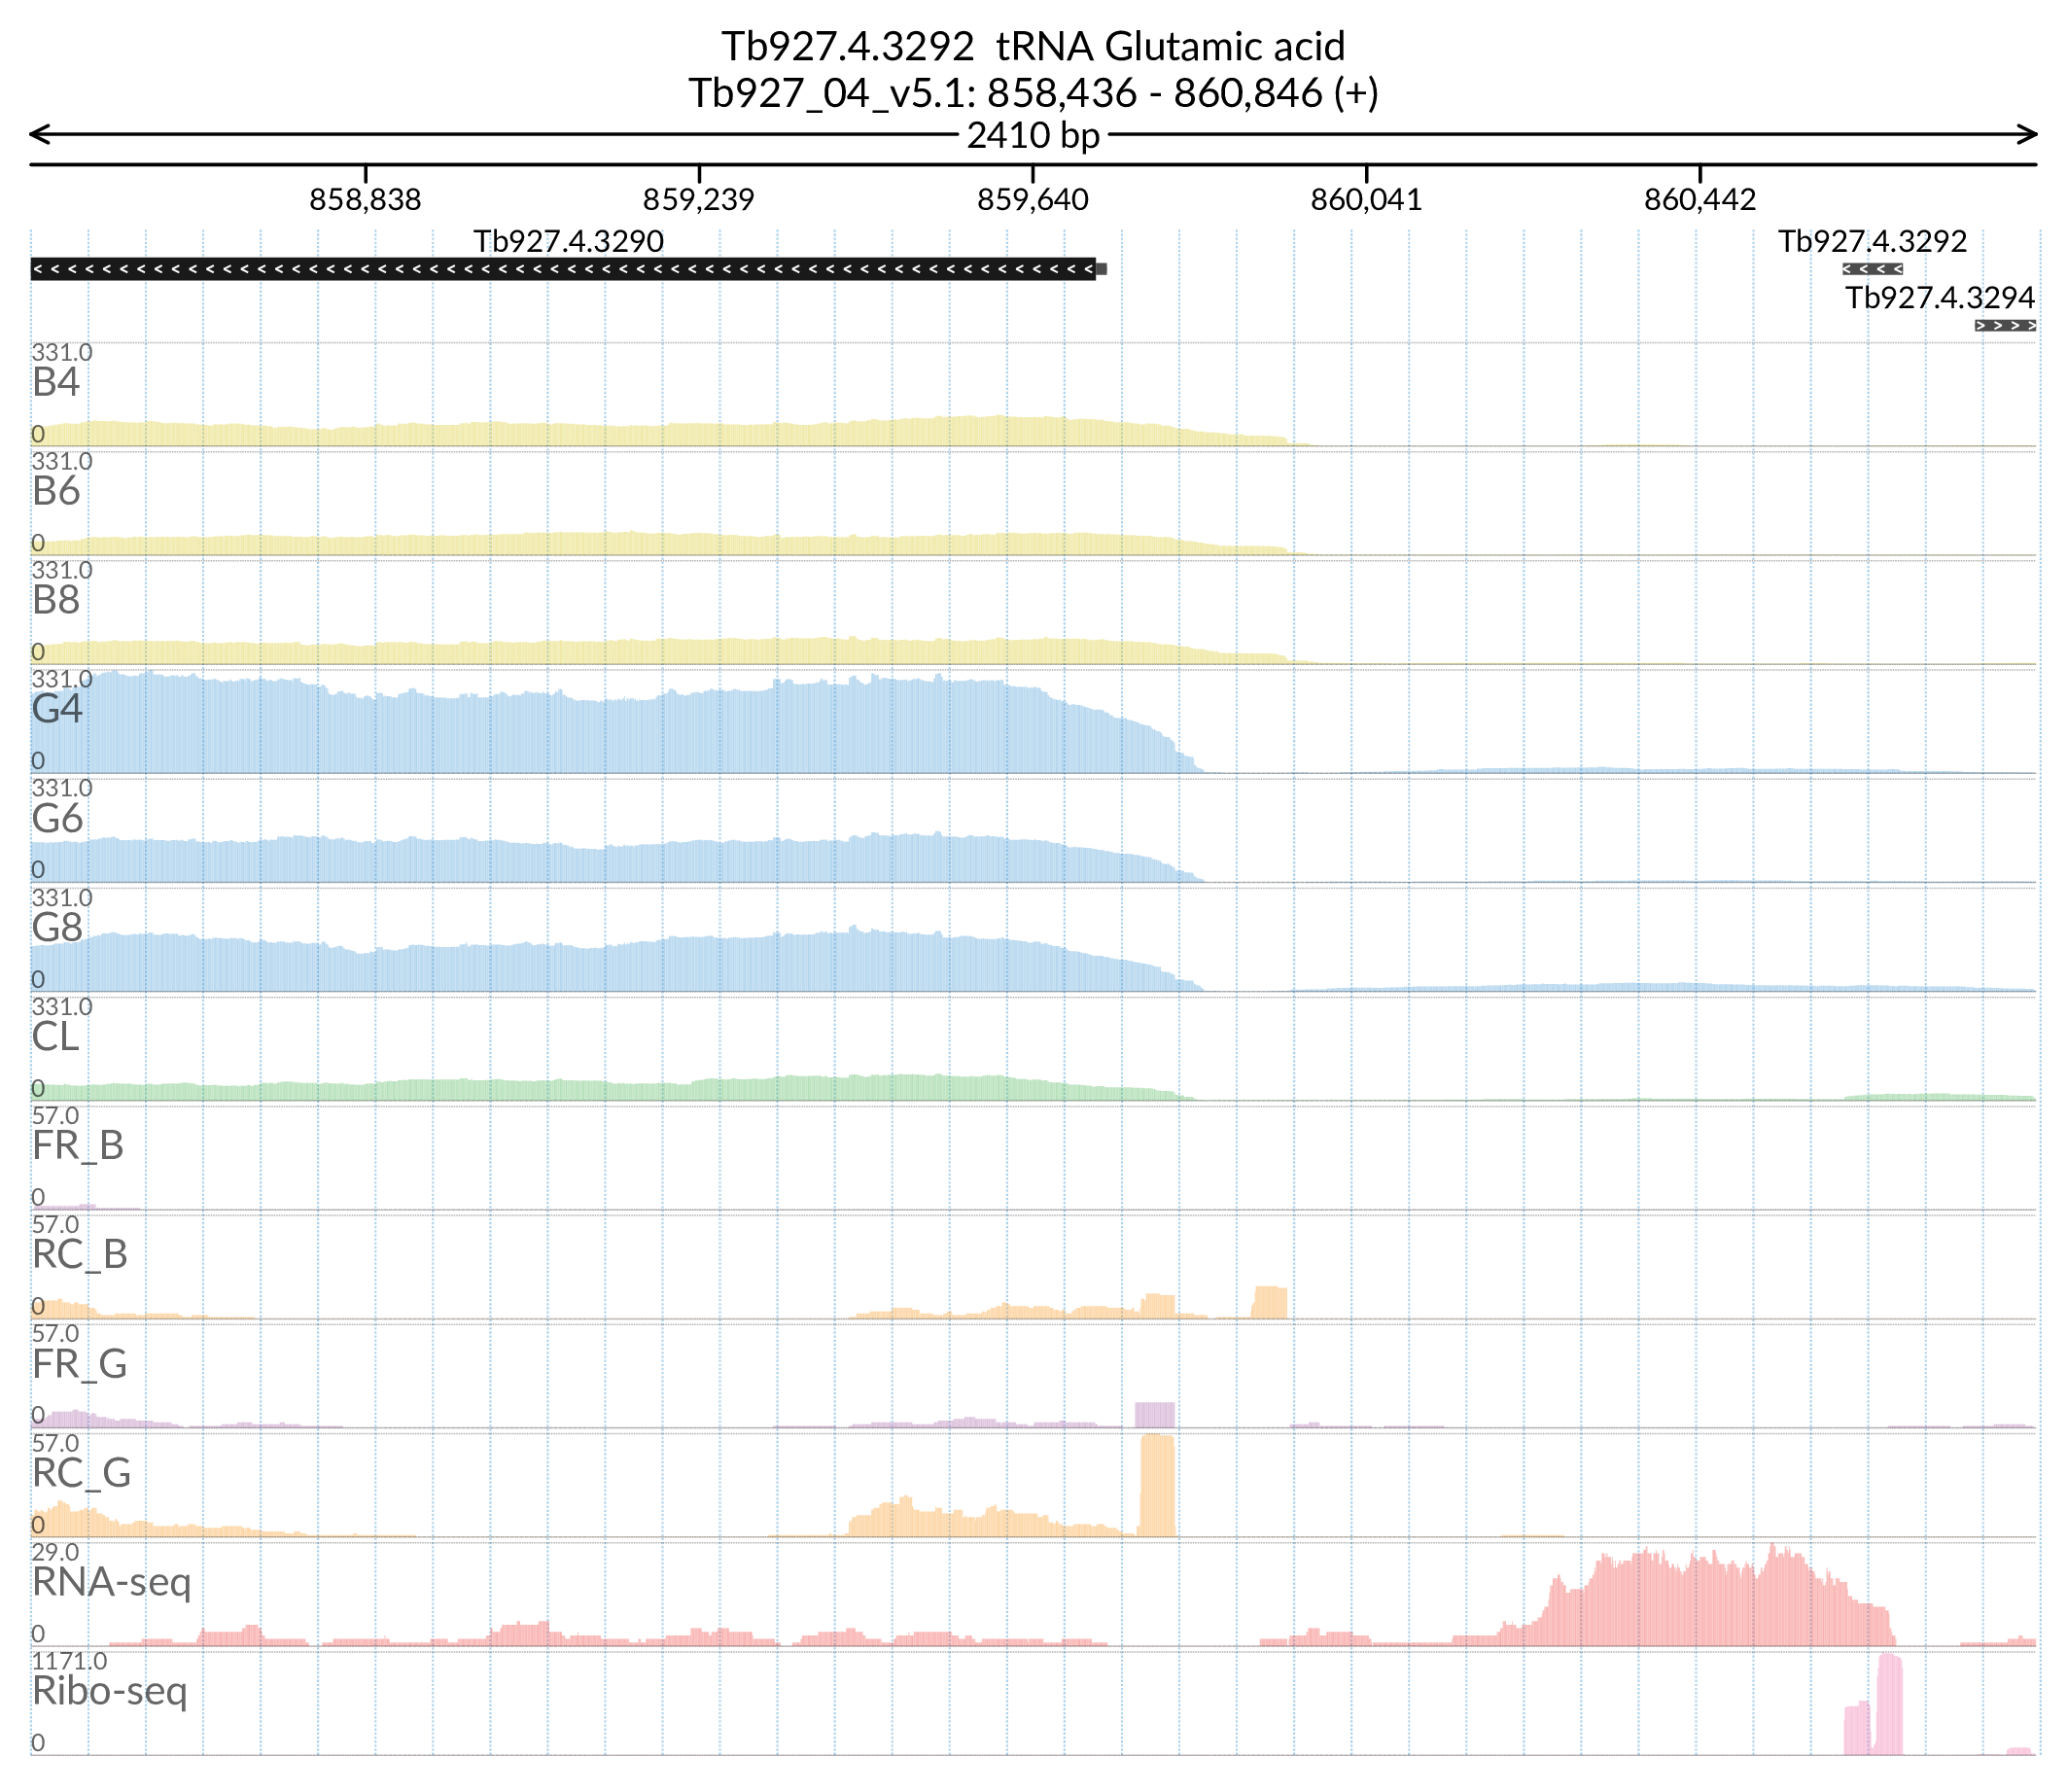 Tb927.4.3292  tRNA Glutamic acid
Tb927_04_v5.1: 858,436 - 860,846 (+)
2410 bp
858,838 859,239 859,640 860,041 860,442
Tb927.4.3290 Tb927.4.3292
Tb927.4.3294
331.0
B4
0
331.0
B6
0
331.0
B8
0
331.0
G4
0
331.0
G6
0
331.0
G8
0
331.0
CL
0
57.0
FR_B
0
57.0
RC_B
0
57.0
FR_G
0
57.0
RC_G
0
29.0
RNA-seq
0
1171.0
Ribo-seq
0